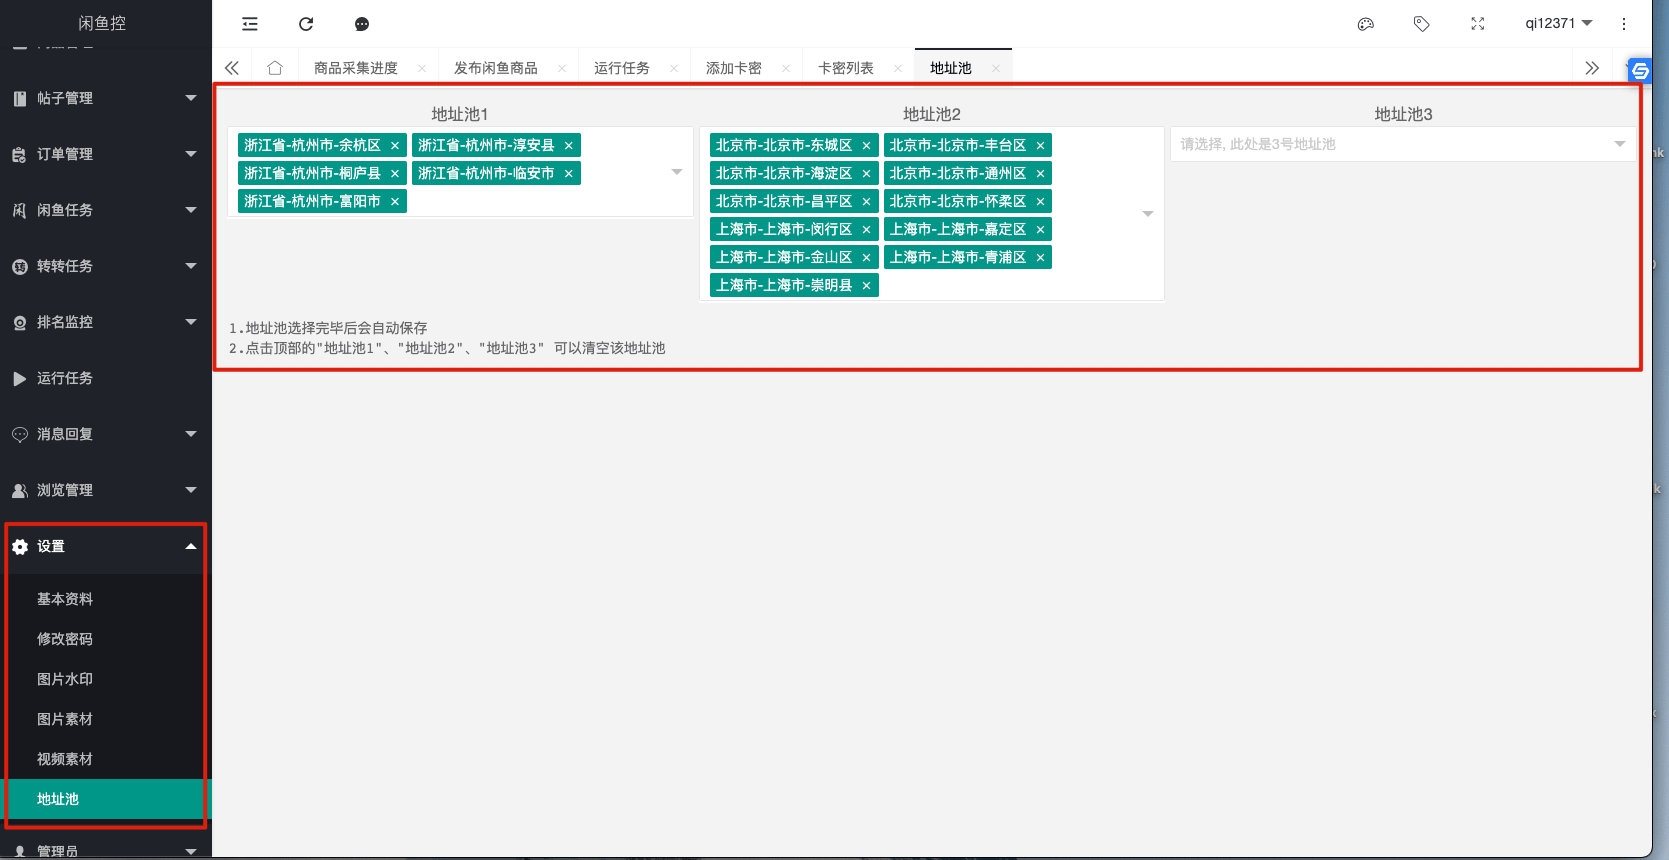 闲鱼控
qi12371
商品采集进度
发布闲鱼商品
运行任务
添加卡密
卡密列表
地址池
帖子管理
订单管理
闲鱼任务
转转任务
排名监控
运行任务
消息回复
浏览管理
设置
基本资料
修改密码
图片水印
图片素材
视频素材
地址池
管理员
地址池1
浙江省-杭州市-余杭区 × 浙江省-杭州市-淳安县 ×
浙江省-杭州市-桐庐县 × 浙江省-杭州市-临安市 ×
浙江省-杭州市-富阳市 ×
地址池2
北京市-北京市-东城区 × 北京市-北京市-丰台区 ×
北京市-北京市-海淀区 × 北京市-北京市-通州区 ×
北京市-北京市-昌平区 × 北京市-北京市-怀柔区 ×
上海市-上海市-闵行区 × 上海市-上海市-嘉定区 ×
上海市-上海市-金山区 × 上海市-上海市-青浦区 ×
上海市-上海市-崇明县 ×
地址池3
请选择, 此处是3号地址池
1.地址池选择完毕后会自动保存
2.点击顶部的"地址池1"、"地址池2"、"地址池3" 可以清空该地址池